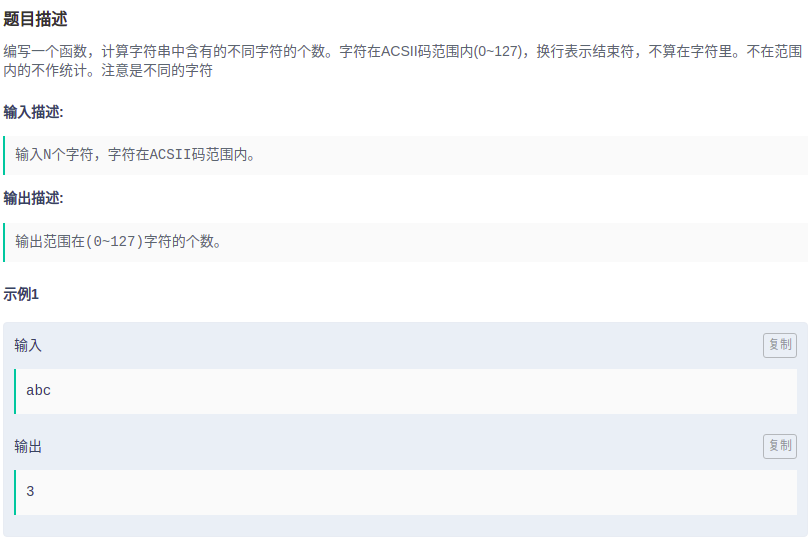 题目描述
编写一个函数，计算字符串中含有的不同字符的个数。字符在ACSII码范围内(0~127)，换行表示结束符，不算在字符里。不在范围
内的不作统计。注意是不同的字符
输入描述:
输入N个字符，字符在ACSII码范围内。
输出描述:
输出范围在(0~127)字符的个数。
示例1
输入
复制
abc
输出
复制
3